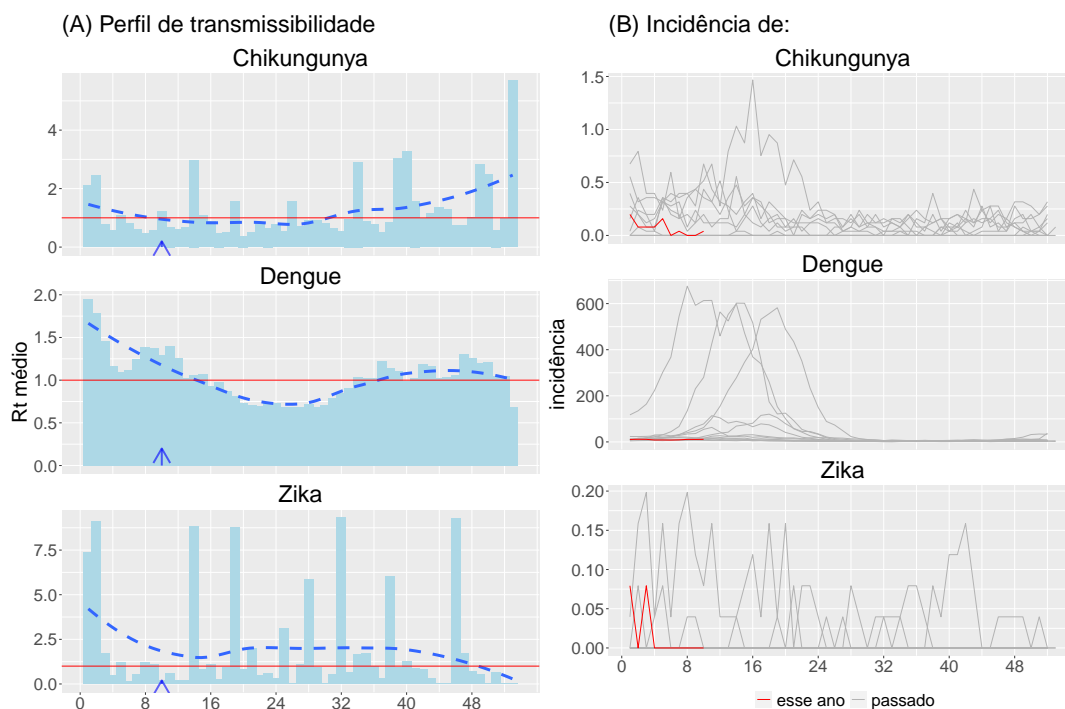 (A) Perfil de transmissibilidade
Chikungunya
4
2
0
Dengue
2.0
1.5
1.0
0.5
0.0
Rt médio
Zika
7.5
5.0
2.5
0.0
0 8 16 24 32 40 48
(B) Incidência de:
Chikungunya
1.5
1.0
0.5
0.0
Dengue
600
400
200
0
incidência
Zika
0.20
0.15
0.10
0.05
0.00
0 8 16 24 32 40 48
esse ano passado